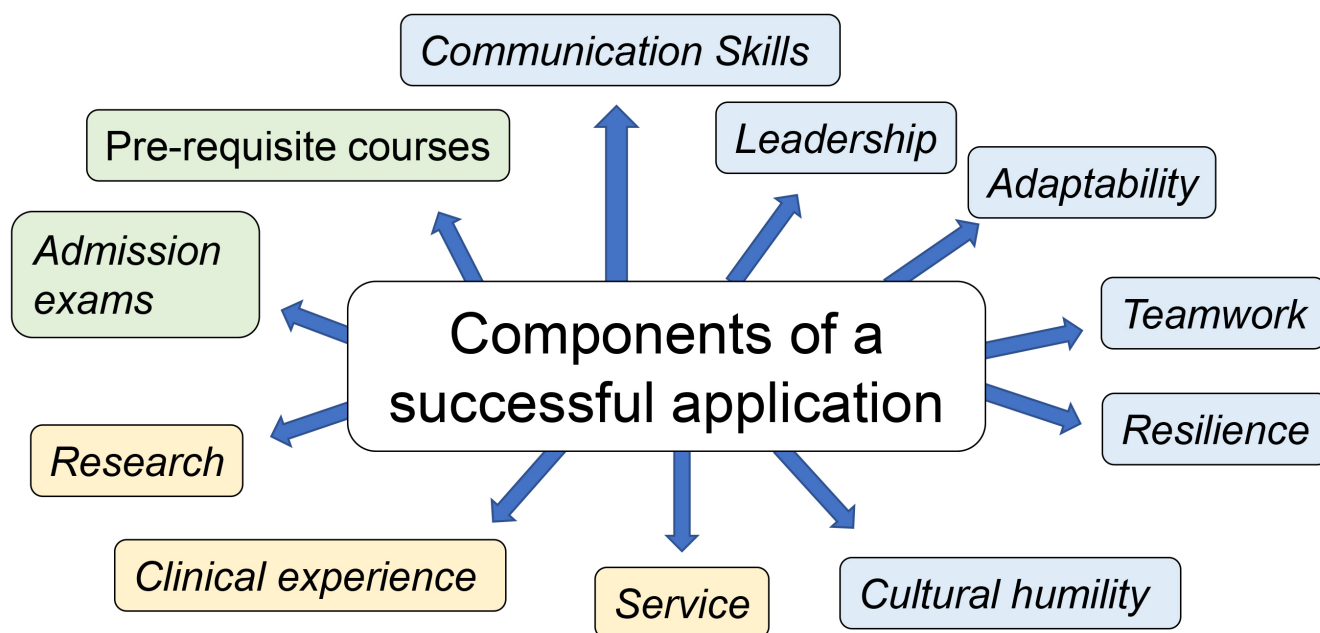 Communication Skills
Pre-requisite courses
Leadership
Adaptability
Admission
exams
Components of a
successful application
Teamwork
Resilience
Research
Clinical experience
Service
Cultural humility